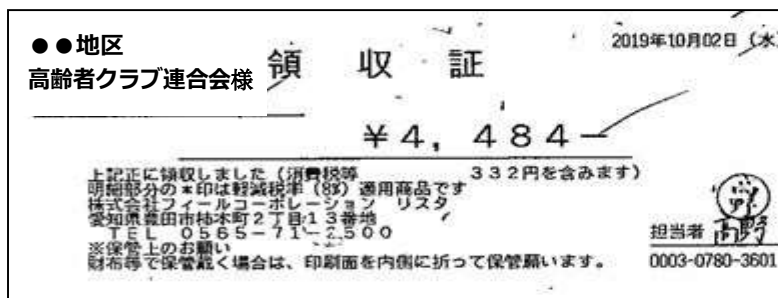 ●●地区
高齢者クラブ連合会様
領収証
2019年10月02日 (水)
¥4,484-
上記正に領収しました (消費税等 332円を含みます)
明細部分の*印は軽減税率 (8%) 適用商品です
株式会社フィールコーポレーション リスタ
愛知県豊田市柿本町2丁目13番地
TEL 0565-71-2500
※保管上のお願い
財布等で保管戴く場合は、印刷面を内側に折って保管願います。
担当者 高野
0003-0780-3601